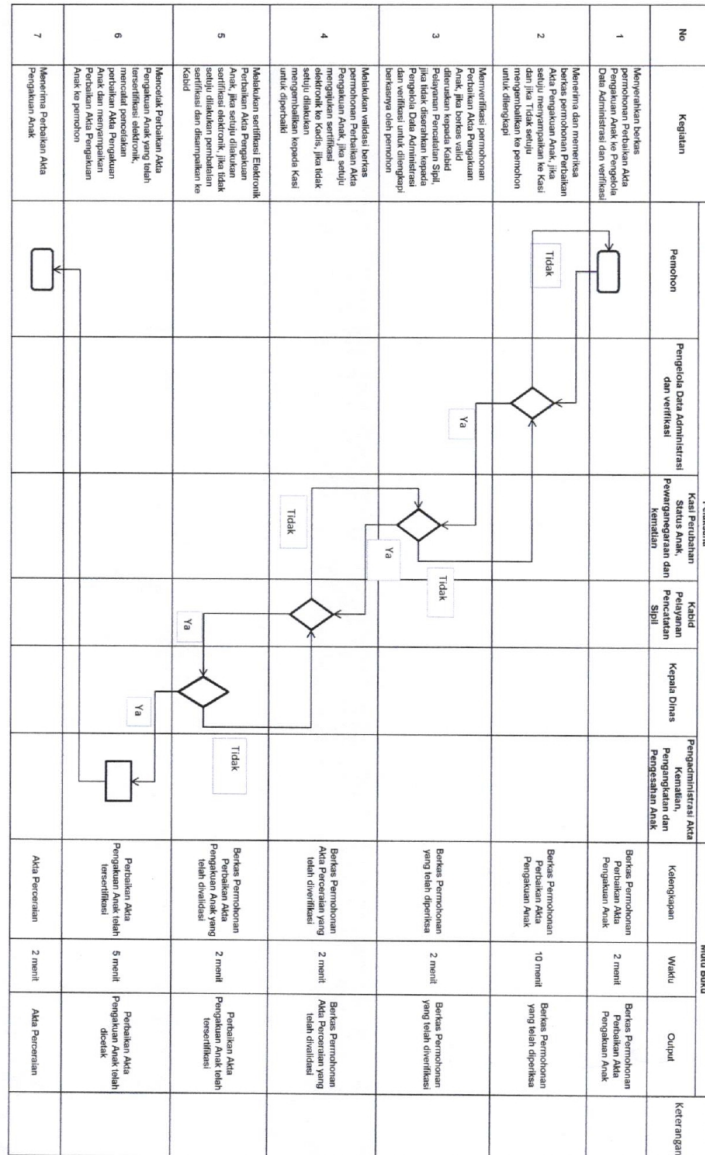 Pelaksana
Mutu Baku
No
Kegiatan
Pemohon
Pengelola Data Administrasi
dan verifikasi
Kasi Perubahan
Status Anak,
Pewarganegaraan dan
kematian
Kabid
Pelayanan
Pencatatan
Sipil
Kepala Dinas
Pengadministrasi Akta
Kematian,
Pengangkatan dan
Pengesahan Anak
Kelengkapan
Waktu
Output
Keterangan
1
Menyerahkan berkas
permohonan Perbaikan Akta
Pengakuan Anak ke Pengelola
Data Administrasi dan verifikasi
Berkas Permohonan
Perbaikan Akta
Pengakuan Anak
2 menit
Berkas Permohonan
Perbaikan Akta
Pengakuan Anak
2
Menerima dan memeriksa
berkas permohonan Perbaikan
Akta Pengakuan Anak, jika
setuju menyampaikan ke Kasi
dan jika Tidak setuju
mengembalikan ke pemohon
untuk dilengkapi
Tidak
Ya
Berkas Permohonan
Perbaikan Akta
Pengakuan Anak
10 menit
Berkas Permohonan
yang telah diperiksa
3
Memverifikasi permohonan
Perbaikan Akta Pengakuan
Anak, jika berkas valid
diteruskan kepada Kabid
Pelayanan Pencatatan Sipil,
jika tidak diserahkan kepada
Pengelola Data Administrasi
dan verifikasi untuk dilengkapi
berkasnya oleh pemohon
Ya
Tidak
Berkas Permohonan
yang telah diperiksa
2 menit
Berkas Permohonan
yang telah diverifikasi
4
Melakukan validasi berkas
permohonan Perbaikan Akta
Pengakuan Anak, jika setuju
mengajukan sertifikasi
elektronik ke Kadis, jika tidak
setuju dilakukan
mengembalikan kepada Kasi
untuk diperbaiki
Tidak
Ya
Berkas Permohonan
Akta Perceraian yang
telah diverifikasi
2 menit
Berkas Permohonan
Akta Perceraian yang
telah divalidasi
5
Melakukan sertifikasi Elektronik
Perbaikan Akta Pengakuan
Anak, jika setuju dilakukan
sertifikasi elektronik, jika tidak
setuju dilakukan pembatalan
sertifikasi dan disampaikan ke
Kabid
Tidak
Ya
Berkas Permohonan
Perbaikan Akta
Pengakuan Anak yang
telah divalidasi
2 menit
Perbaikan Akta
Pengakuan Anak telah
tersertifikasi
6
Mencetak Perbaikan Akta
Pengakuan Anak yang telah
tersertifikasi elektronik,
mencatat pencetakan
perbaikan akta Pengakuan
Anak dan menyampaikan
Perbaikan Akta Pengakuan
Anak ke pemohon
Perbaikan Akta
Pengakuan Anak telah
tersertifikasi
5 menit
Perbaikan Akta
Pengakuan Anak telah
dicetak
7
Menerima Perbaikan Akta
Pengakuan Anak
Akta Perceraian
2 menit
Akta Perceraian